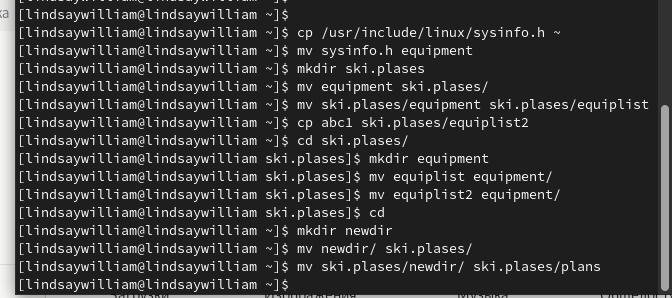 [lindsaywilliam@lindsaywilliam ~]$
[lindsaywilliam@lindsaywilliam ~]$ cp /usr/include/linux/sysinfo.h ~
[lindsaywilliam@lindsaywilliam ~]$ mv sysinfo.h equipment
[lindsaywilliam@lindsaywilliam ~]$ mkdir ski.plases
[lindsaywilliam@lindsaywilliam ~]$ mv equipment ski.plases/
[lindsaywilliam@lindsaywilliam ~]$ mv ski.plases/equipment ski.plases/equiplist
[lindsaywilliam@lindsaywilliam ~]$ cp abc1 ski.plases/equiplist2
[lindsaywilliam@lindsaywilliam ~]$ cd ski.plases/
[lindsaywilliam@lindsaywilliam ski.plases]$ mkdir equipment
[lindsaywilliam@lindsaywilliam ski.plases]$ mv equiplist equipment/
[lindsaywilliam@lindsaywilliam ski.plases]$ mv equiplist2 equipment/
[lindsaywilliam@lindsaywilliam ski.plases]$ cd
[lindsaywilliam@lindsaywilliam ~]$ mkdir newdir
[lindsaywilliam@lindsaywilliam ~]$ mv newdir/ ski.plases/
[lindsaywilliam@lindsaywilliam ~]$ mv ski.plases/newdir/ ski.plases/plans
[lindsaywilliam@lindsaywilliam ~]$